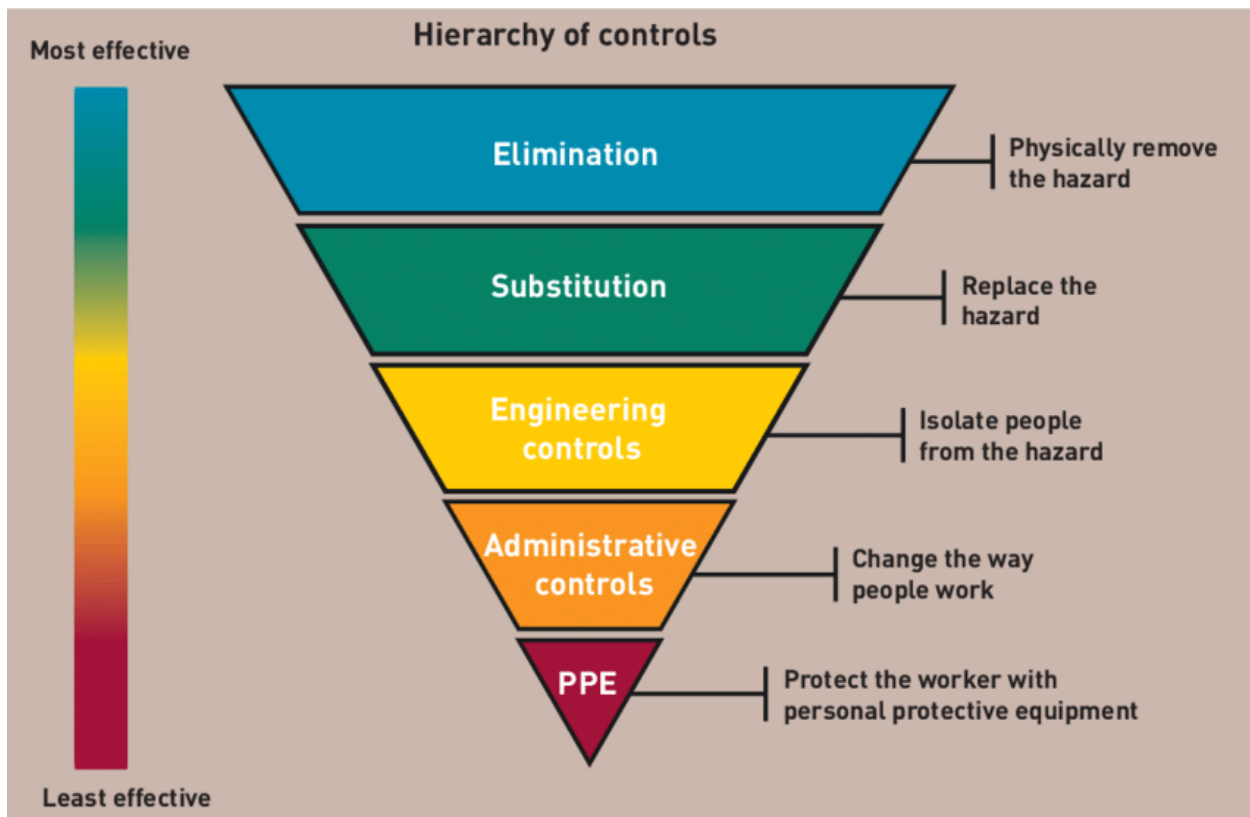 Hierarchy of controls
Most effective
Elimination
Physically remove
the hazard
Substitution
Replace the
hazard
Engineering
controls
Isolate people
from the hazard
Administrative
controls
Change the way
people work
PPE
Protect the worker with
personal protective equipment
Least effective